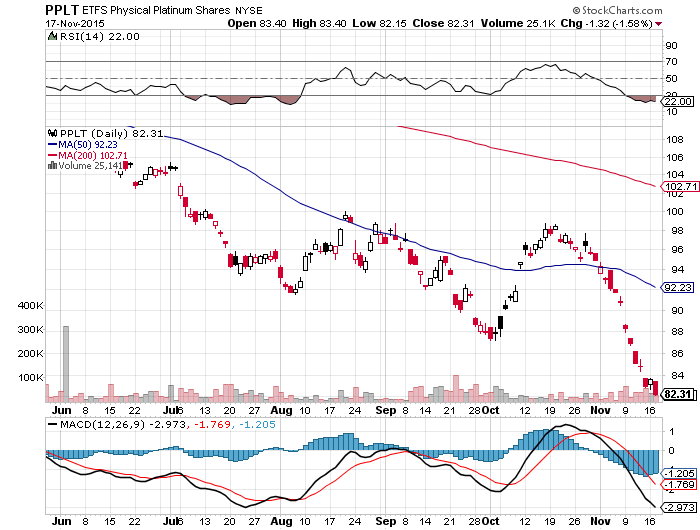 PPLT ETFS Physical Platinum Shares NYSE © StockCharts.com
17-Nov-2015 Open 83.40 High 83.40 Low 82.15 Close 82.31 Volume 25.1K Chg -1.32 (-1.58%)
RSI(14) 22.00
90
70
50
30
22.00
PPLT (Daily) 82.31
MA(50) 92.23
MA(200) 102.71
Volume 25,141
108
106
104
102.71
100
98
96
94
92.23
90
88
86
84
82.31
400K
300K
200K
100K
Jun 8 15 22 Jul 6 13 20 27 Aug 10 17 24 Sep 8 14 21 28 Oct 12 19 26 Nov 9 16
MACD(12,26,9) -2.973, -1.769, -1.205
2
1
0
-1.205
-1.769
-2.973
Jun 8 15 22 Jul 6 13 20 27 Aug 10 17 24 Sep 8 14 21 28 Oct 12 19 26 Nov 9 16